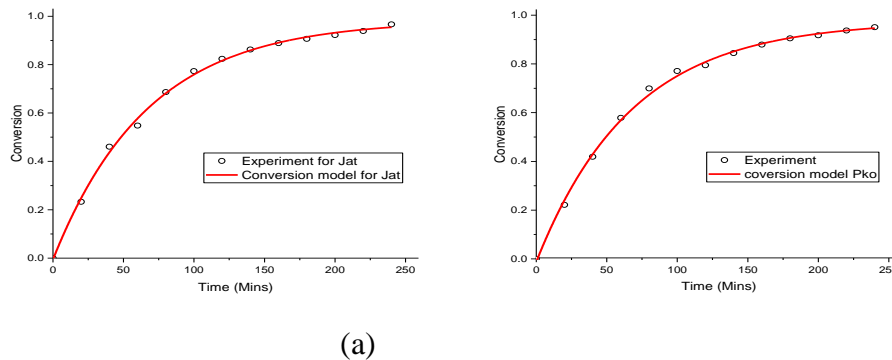 1.0
0.8
0.6
0.4
0.2
0.0
Conversion
Experiment for Jat
Conversion model for Jat
0 50 100 150 200 250
Time (Mins)
1.0
0.8
0.6
0.4
0.2
0.0
Conversion
Experiment
coversion model Pko
0 50 100 150 200 25
Time (Mins)
(a)